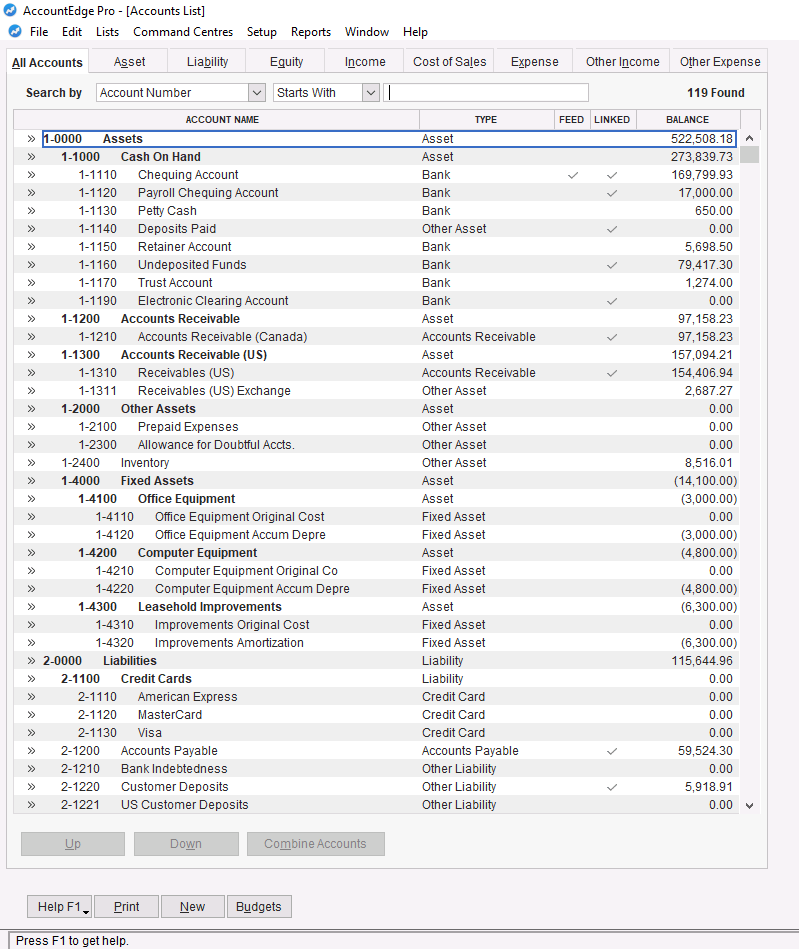 AccountEdge Pro - [Accounts List]
File Edit Lists Command Centres Setup Reports Window Help
All Accounts Asset Liability Equity Income Cost of Sales Expense Other Income Other Expense
Search by Account Number Starts With 119 Found
ACCOUNT NAME TYPE FEED LINKED BALANCE
1-0000 Assets Asset 522,508.18
1-1000 Cash On Hand Asset 273,839.73
1-1110 Chequing Account Bank 169,799.93
1-1120 Payroll Chequing Account Bank 17,000.00
1-1130 Petty Cash Bank 650.00
1-1140 Deposits Paid Other Asset 0.00
1-1150 Retainer Account Bank 5,698.50
1-1160 Undeposited Funds Bank 79,417.30
1-1170 Trust Account Bank 1,274.00
1-1190 Electronic Clearing Account Bank 0.00
1-1200 Accounts Receivable Asset 97,158.23
1-1210 Accounts Receivable (Canada) Accounts Receivable 97,158.23
1-1300 Accounts Receivable (US) Asset 157,094.21
1-1310 Receivables (US) Accounts Receivable 154,406.94
1-1311 Receivables (US) Exchange Other Asset 2,687.27
1-2000 Other Assets Asset 0.00
1-2100 Prepaid Expenses Other Asset 0.00
1-2300 Allowance for Doubtful Accts. Other Asset 0.00
1-2400 Inventory Other Asset 8,516.01
1-4000 Fixed Assets Asset (14,100.00)
1-4100 Office Equipment Asset (3,000.00)
1-4110 Office Equipment Original Cost Fixed Asset 0.00
1-4120 Office Equipment Accum Depre Fixed Asset (3,000.00)
1-4200 Computer Equipment Asset (4,800.00)
1-4210 Computer Equipment Original Co Fixed Asset 0.00
1-4220 Computer Equipment Accum Depre Fixed Asset (4,800.00)
1-4300 Leasehold Improvements Asset (6,300.00)
1-4310 Improvements Original Cost Fixed Asset 0.00
1-4320 Improvements Amortization Fixed Asset (6,300.00)
2-0000 Liabilities Liability 115,644.96
2-1100 Credit Cards Liability 0.00
2-1110 American Express Credit Card 0.00
2-1120 MasterCard Credit Card 0.00
2-1130 Visa Credit Card 0.00
2-1200 Accounts Payable Accounts Payable 59,524.30
2-1210 Bank Indebtedness Other Liability 0.00
2-1220 Customer Deposits Other Liability 5,918.91
2-1221 US Customer Deposits Other Liability 0.00
Up Down Combine Accounts
Help F1 Print New Budgets
Press F1 to get help.